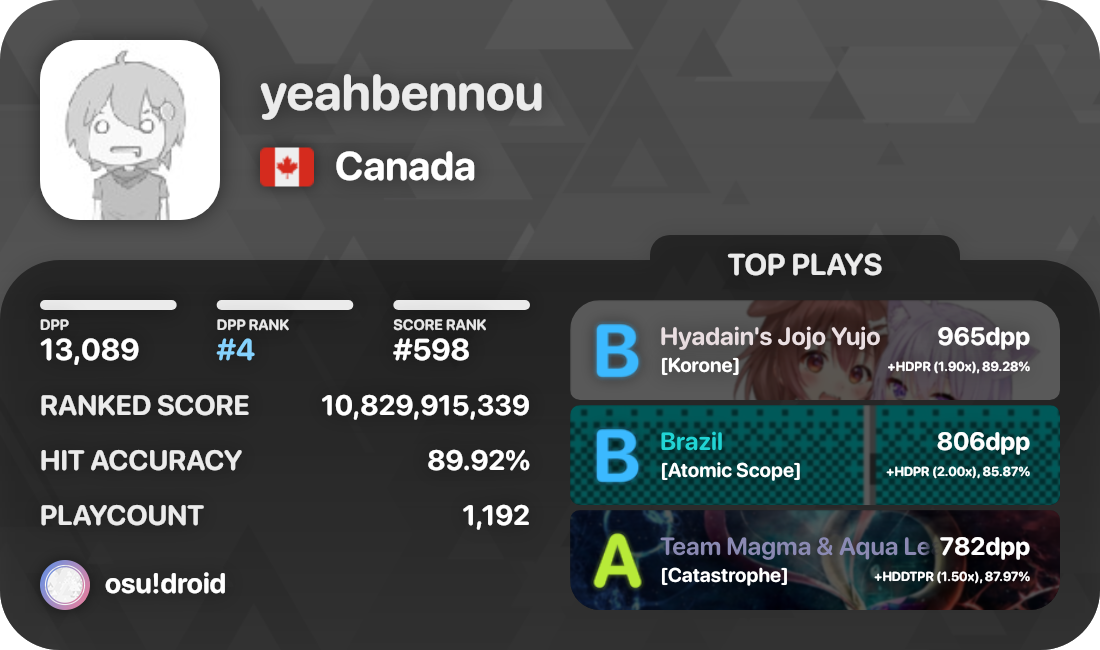 yeahbennou
Canada
TOP PLAYS
DPP
13,089
DPP RANK
#4
SCORE RANK
#598
RANKED SCORE 10,829,915,339
HIT ACCURACY 89.92%
PLAYCOUNT 1,192
osu!droid
B Hyadain's Jojo Yujo 965dpp
[Korone] +HDPR (1.90x), 89.28%
B Brazil 806dpp
[Atomic Scope] +HDPR (2.00x), 85.87%
A Team Magma & Aqua Le 782dpp
[Catastrophe] +HDDTPR (1.50x), 87.97%